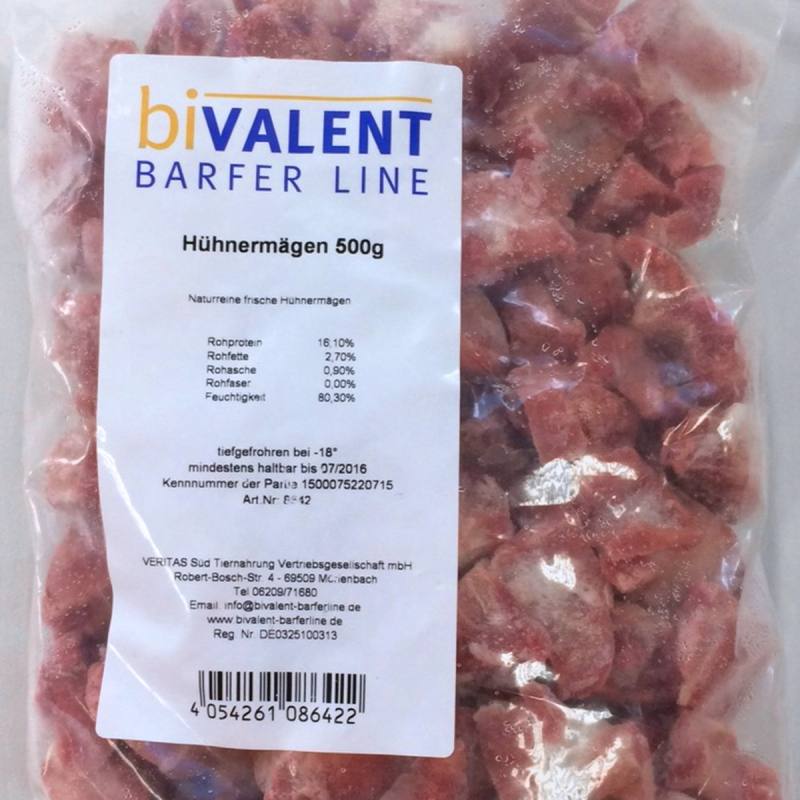 biVALENT
BARFER LINE
Hühnermägen 500g
Naturreine frische Hühnermägen
Rohprotein 16,10%
Rohfette 2,70%
Rohasche 0,90%
Rohfaser 0,00%
Feuchtigkeit 80,30%
tiefgefrohren bei -18°
mindestens haltbar bis 07/2016
Kennnummer der 1500075220715
Art.Nr:
VERITAS Süd Tiernahrung Vertriebsgesellschaft mbH
Robert-Bosch-Str. 4 - 69509
Tel 06209/71680
Email. info@bivalent-barferline.de
www.bivalent-barferline.de
Reg. Nr. DE0325100313
4 054261 086422